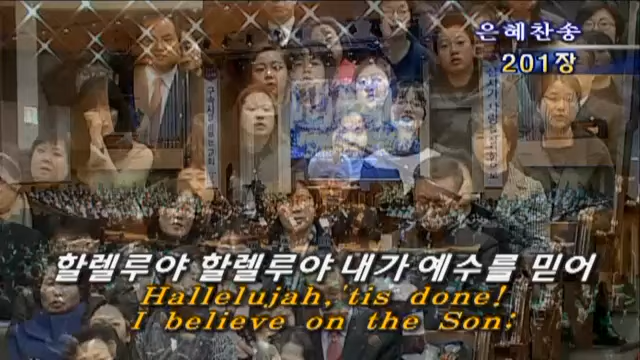 은혜찬송
201장
할렐루야 할렐루야 내가 예수를 믿어
Hallelujah, 'tis done!
I believe on the Son;